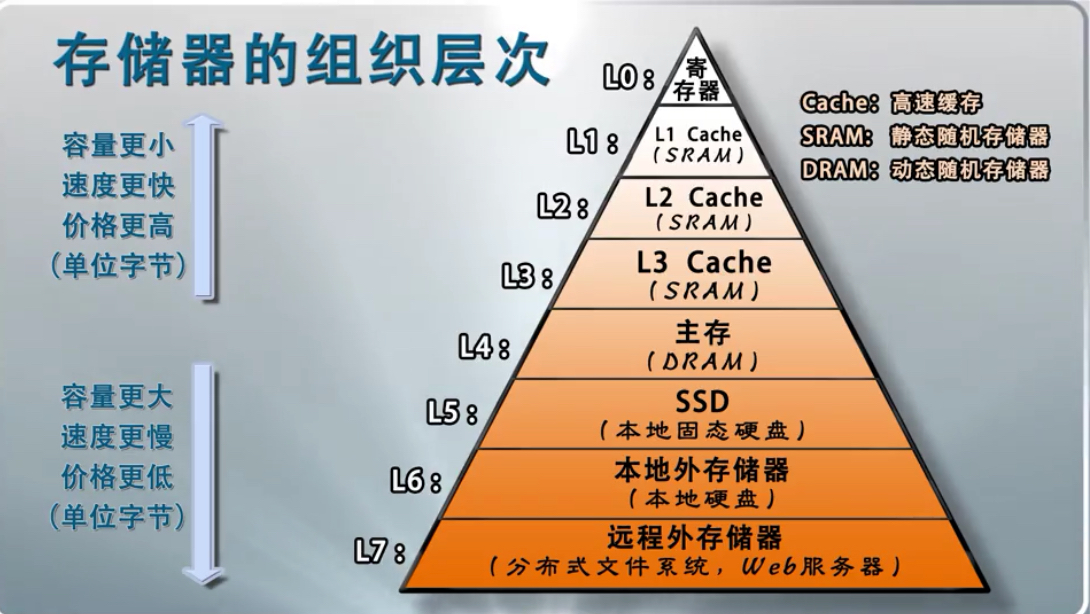 存储器的组织层次
容量更小
速度更快
价格更高
(单位字节)
容量更大
速度更慢
价格更低
(单位字节)
L0：
寄
存器
L1：
L1 Cache
(SRAM)
L2：
L2 Cache
(SRAM)
L3：
L3 Cache
(SRAM)
L4：
主存
(DRAM)
L5：
SSD
(本地固态硬盘)
L6：
本地外存储器
(本地硬盘)
L7：
远程外存储器
(分布式文件系统，Web服务器)
Cache：高速缓存
SRAM：静态随机存储器
DRAM：动态随机存储器